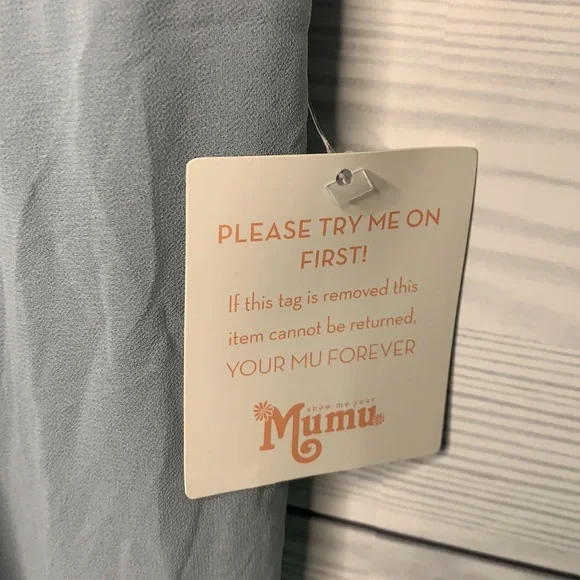 PLEASE TRY ME ON
FIRST!
If this tag is removed this
item cannot be returned,
YOUR MU FOREVER
show me your
Mumu